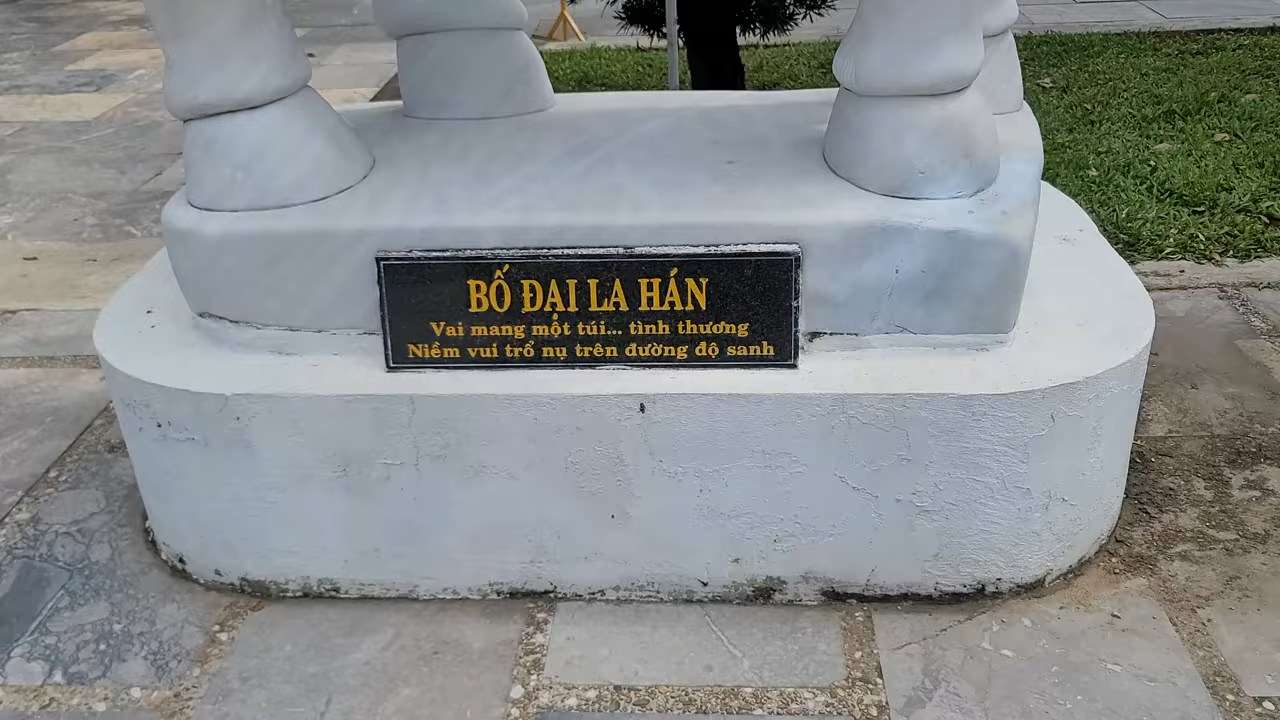 BỐ ĐẠI LA HÁN
Vai mang một túi... tình thương
Niềm vui trổ nụ trên đường độ sanh